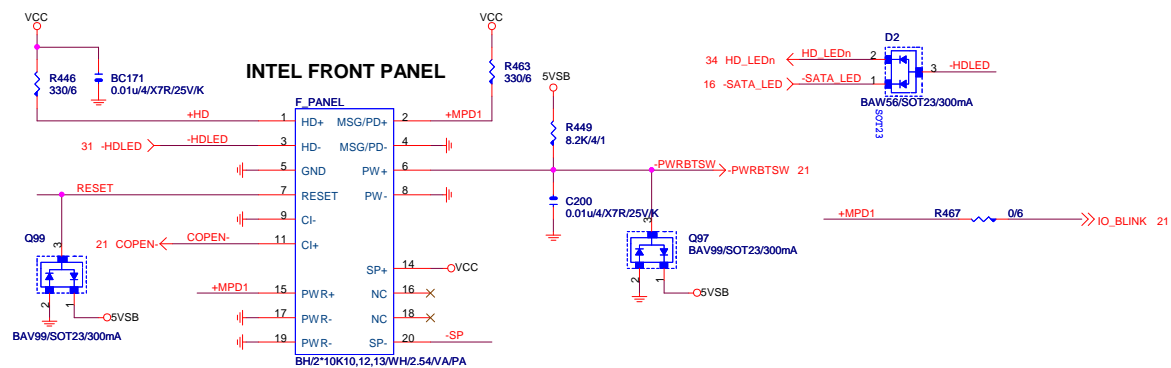 VCC
R446
330/6
BC171
0.01u/4/X7R/25V/K
INTEL FRONT PANEL
VCC
R463
330/6
5VSB
R449
8.2K/4/1
D2
34 HD_LEDn
HD_LEDn
2
16 -SATA_LED
-SATA_LED
1
3
-HDLED
BAW56/SOT23/300mA
SOT23
F_PANEL
+HD
1
HD+
MSG/PD+
2
+MPD1
31 -HDLED
-HDLED
3
HD-
MSG/PD-
4
5
GND
PW+
6
-PWRBTSW
-PWRBTSW 21
RESET
7
RESET
PW-
8
9
CI-
21 COPEN-
COPEN-
11
CI+
SP+
14
VCC
+MPD1
15
PWR+
NC
16
17
PWR-
NC
18
19
PWR-
SP-
20
-SP
BH/2*10K10,12,13/WH/2.54/VA/PA
Q99
3
2
1
5VSB
BAV99/SOT23/300mA
C200
0.01u/4/X7R/25V/K
3
Q97
BAV99/SOT23/300mA
2
1
5VSB
+MPD1
R467
0/6
IO_BLINK 21